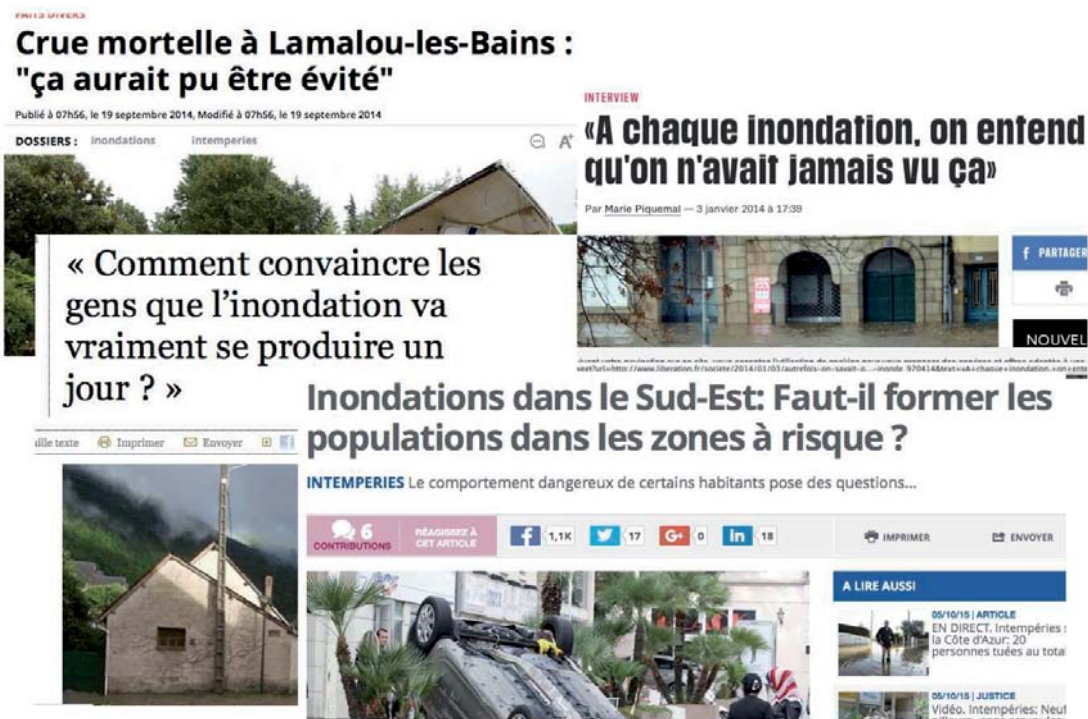 FAITS DIVERS
Crue mortelle à Lamalou-les-Bains :
"ça aurait pu être évité"
Publié à 07h56, le 19 septembre 2014, Modifié à 07h56, le 19 septembre 2014
DOSSIERS : inondations intemperies
A+
INTERVIEW
«A chaque inondation, on entend
qu'on n'avait jamais vu ça»
Par Marie Piquemal — 3 janvier 2014 à 17:39
f PARTAGER
NOUVEL
« Comment convaincre les
gens que l'inondation va
vraiment se produire un
jour ? »
aille texte Imprimer Envoyer
Inondations dans le Sud-Est: Faut-il former les
populations dans les zones à risque ?
INTEMPERIES Le comportement dangereux de certains habitants pose des questions...
6
CONTRIBUTIONS
RÉAGISSEZ À
CET ARTICLE
f 1,1K 17 G+ 0 in 18
IMPRIMER ENVOYER
A LIRE AUSSI
05/10/15 | ARTICLE
EN DIRECT. Intempéries :
la Côte d'Azur: 20
personnes tuées au total
05/10/15 | JUSTICE
Vidéo. Intempéries: Neuf